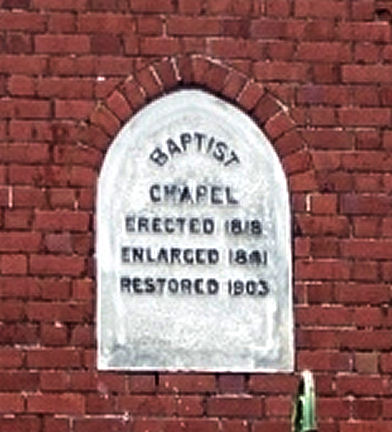 BAPTIST
CHAPEL
ERECTED 1818
ENLARGED 1841
RESTORED 1903